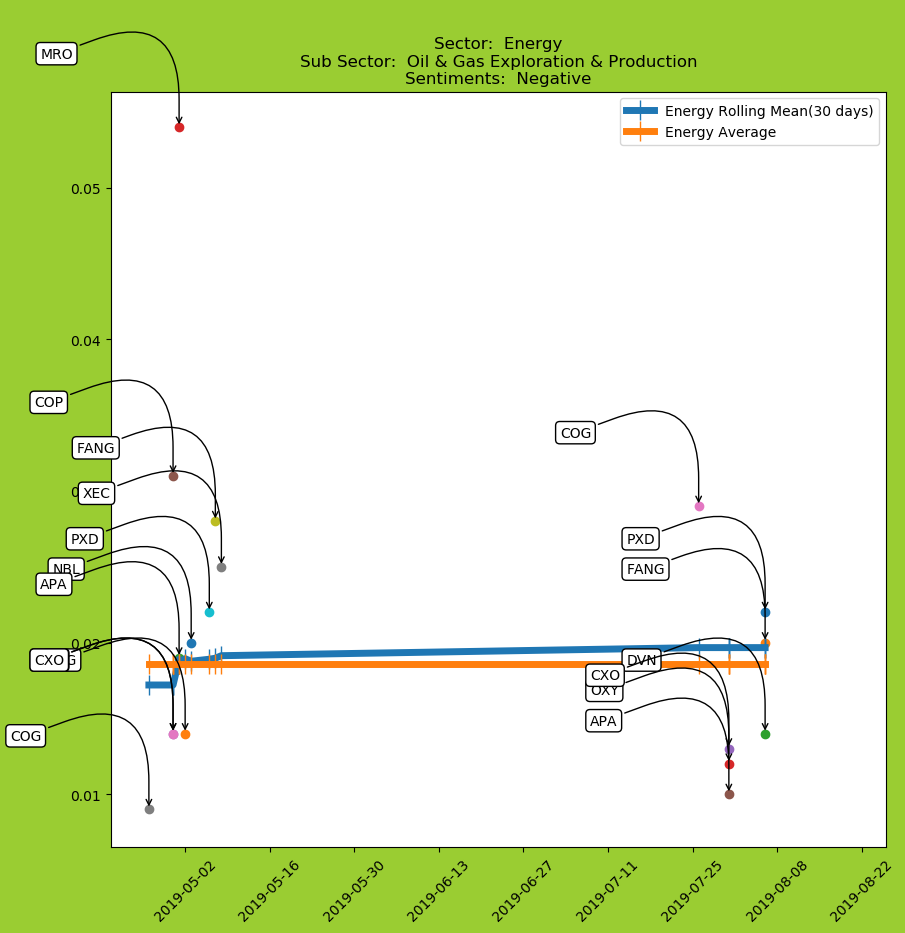 MRO
Sector:  Energy
Sub Sector:  Oil & Gas Exploration & Production
Sentiments:  Negative
Energy Rolling Mean(30 days)
Energy Average
0.05
0.04
COP
COG
FANG
XEC
PXD
PXD
NBL
FANG
APA
0.02
CXO
DVN
CXO
OXY
APA
COG
0.01
2019-05-02
2019-05-16
2019-05-30
2019-06-13
2019-06-27
2019-07-11
2019-07-25
2019-08-08
2019-08-22